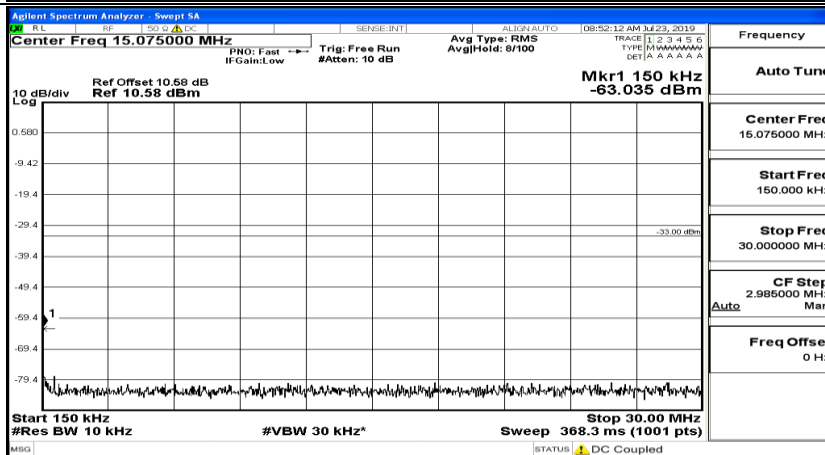 Agilent Spectrum Analyzer - Swept SA
LXI RL RF 50 Ω DC SENSE:INT ALIGN AUTO 08:52:12 AM Jul 23, 2019
Center Freq 15.075000 MHz
PNO: Fast
IFGain:Low
Trig: Free Run
#Atten: 10 dB
Avg Type: RMS
Avg|Hold: 8/100
TRACE 1 2 3 4 5 6
TYPE M WWWWW
DET A A A A A A
Ref Offset 10.58 dB
10 dB/div Ref 10.58 dBm
Log
Mkr1 150 kHz
-63.035 dBm
0.580
-9.42
-19.4
-29.4
-33.00 dBm
-39.4
-49.4
-59.4
1
-69.4
-79.4
Start 150 kHz Stop 30.00 MHz
#Res BW 10 kHz #VBW 30 kHz* Sweep 368.3 ms (1001 pts)
MSG STATUS DC Coupled
Frequency
Auto Tune
Center Freq
15.075000 MHz
Start Freq
150.000 kHz
Stop Freq
30.000000 MHz
CF Step
2.985000 MHz
Auto Man
Freq Offset
0 Hz